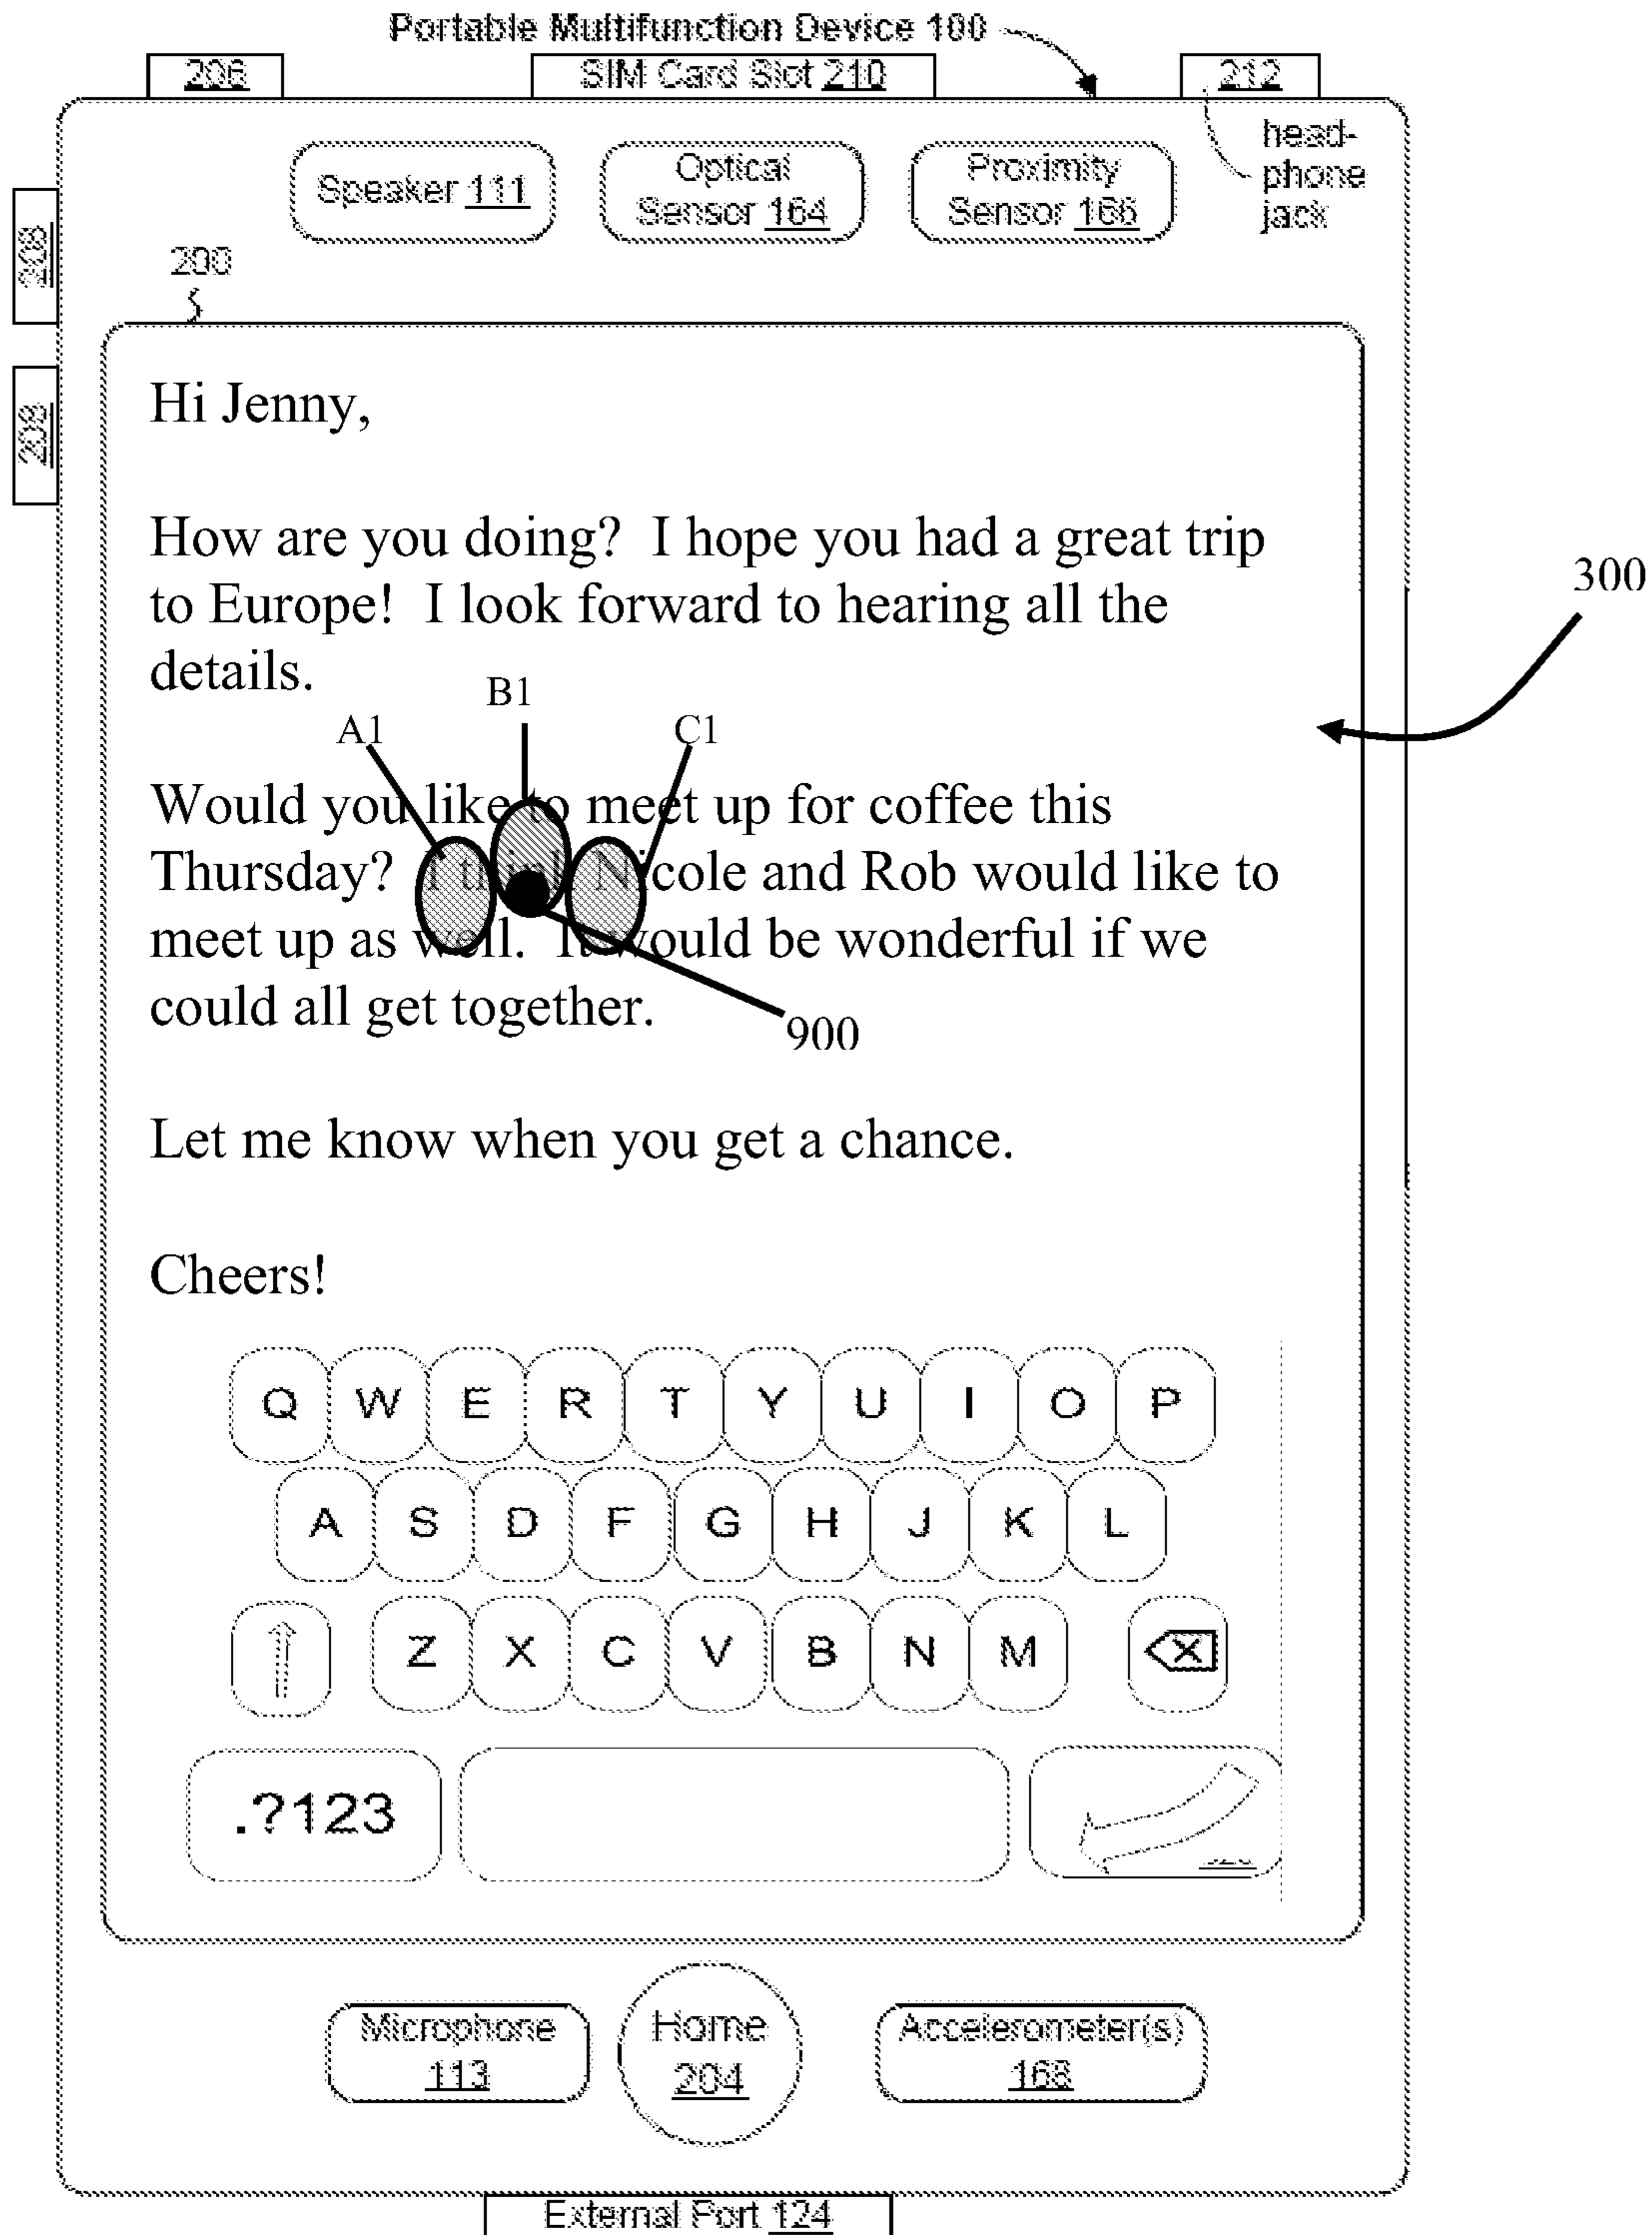 Portable Multifunction Device 100
206
SIM Card Slot 210
212
head-
phone
jack
Speaker 111
Optical
Sensor 164
Proximity
Sensor 166
208
200
208
Hi Jenny,
How are you doing?  I hope you had a great trip
to Europe!  I look forward to hearing all the
details.
300
B1
A1
C1
Would you like to meet up for coffee this
Thursday?  I think Nicole and Rob would like to
meet up as well.  It would be wonderful if we
could all get together.
900
Let me know when you get a chance.
Cheers!
Q W E R T Y U I O P
A S D F G H J K L
Z X C V B N M
.?123
Microphone
113
Home
204
Accelerometer(s)
168
External Port 124